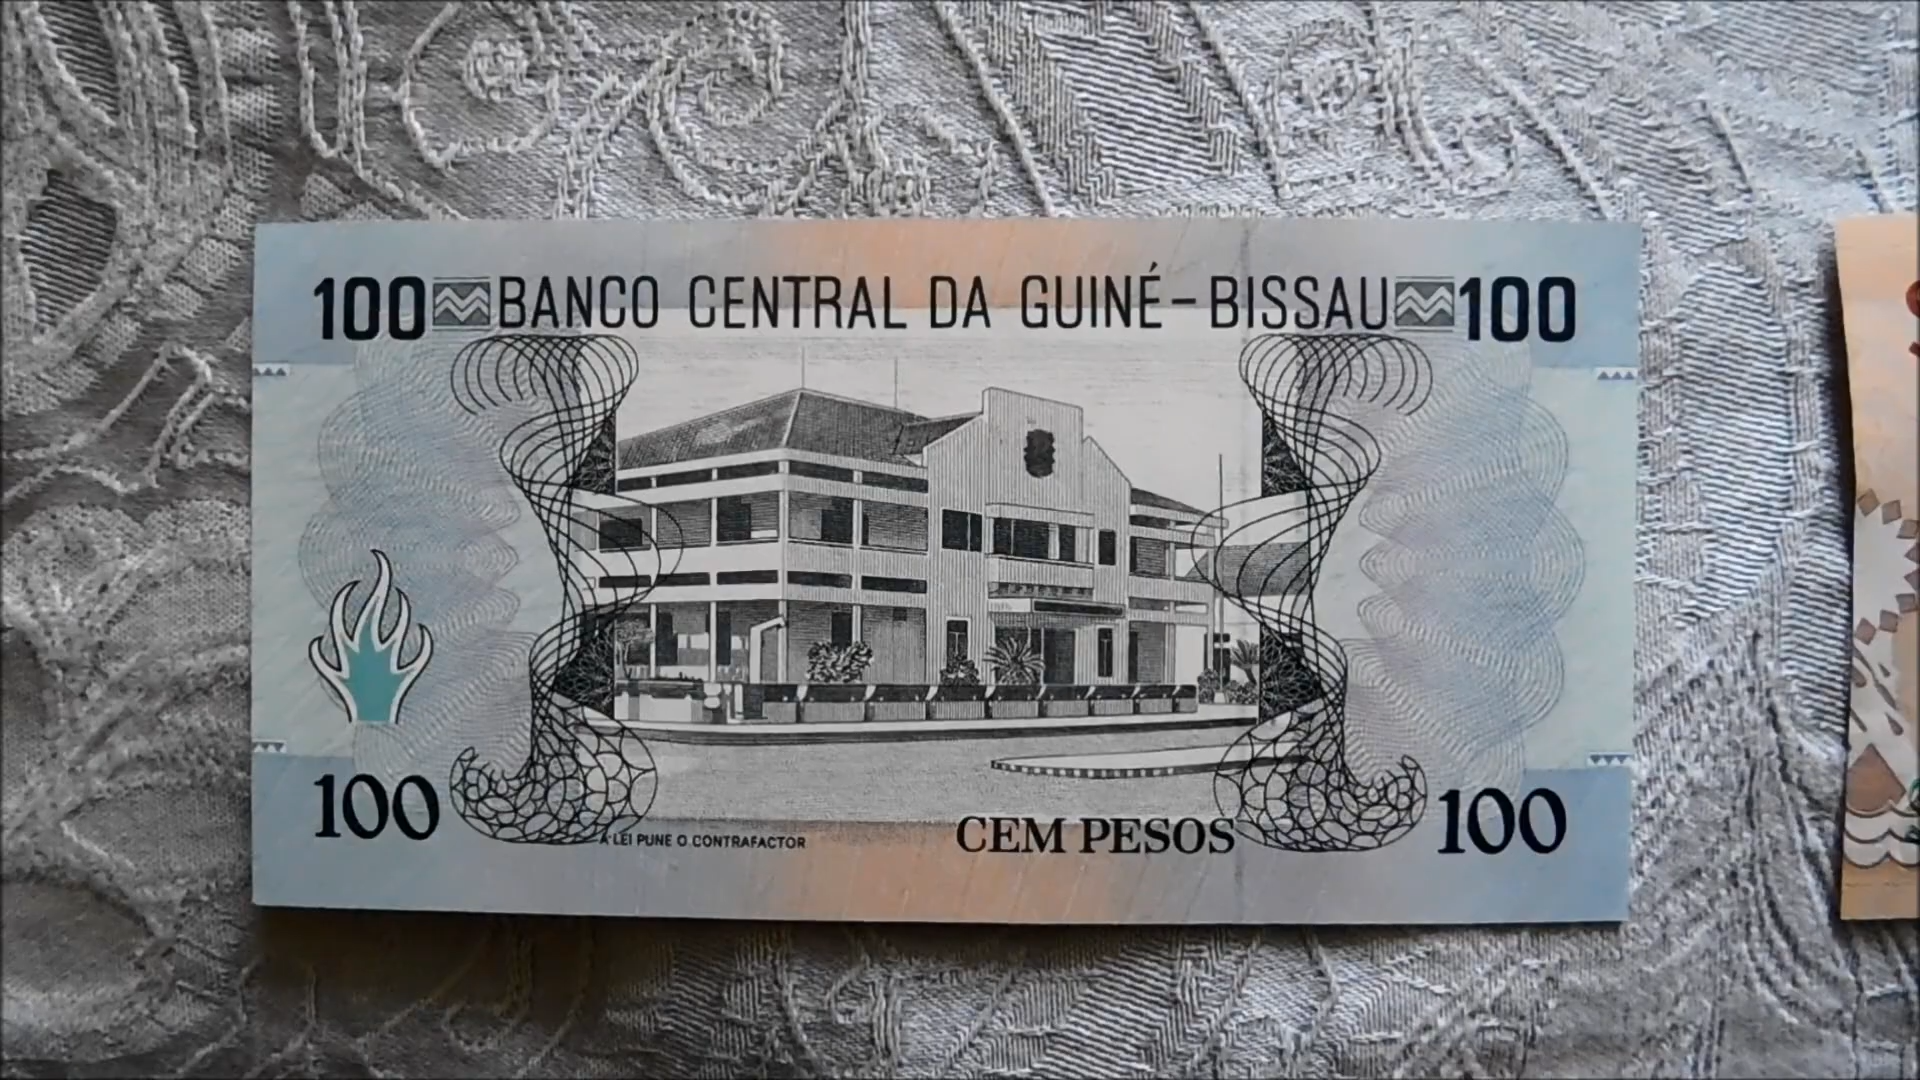 100 BANCO CENTRAL DA GUINÉ-BISSAU 100
100 100
A LEI PUNE O CONTRAFACTOR
CEM PESOS